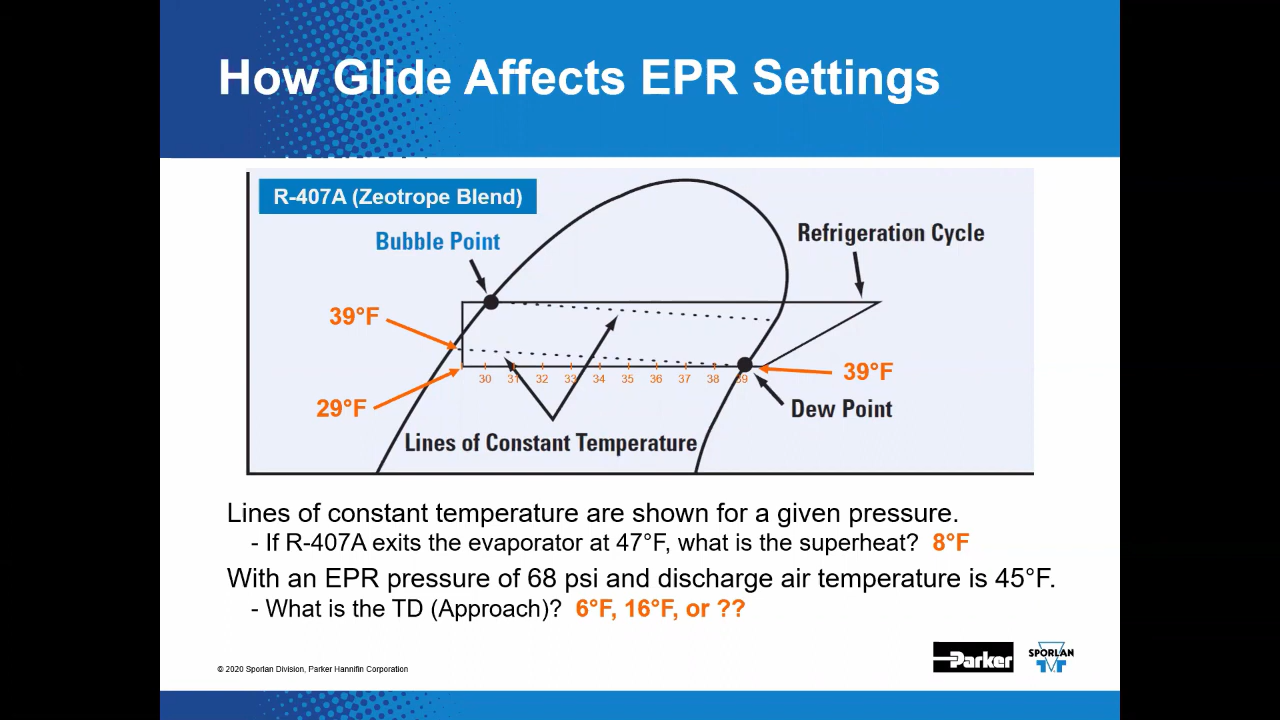 How Glide Affects EPR Settings
R-407A (Zeotrope Blend)
Bubble Point
Refrigeration Cycle
39°F
39°F
30 31 32 33 34 35 36 37 38 39
29°F
Dew Point
Lines of Constant Temperature
Lines of constant temperature are shown for a given pressure.
- If R-407A exits the evaporator at 47°F, what is the superheat? 8°F
With an EPR pressure of 68 psi and discharge air temperature is 45°F.
- What is the TD (Approach)? 6°F, 16°F, or ??
© 2020 Sporlan Division, Parker Hannifin Corporation
Parker
SPORLAN